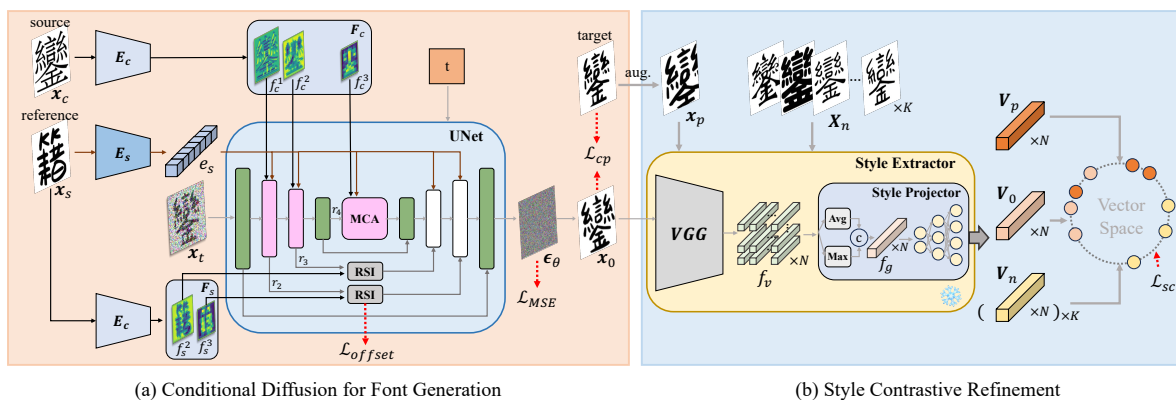 source
E_c
F_c
f_c^1
f_c^2
f_c^3
x_c
t
target
aug.
x_p
X_n
×K
reference
E_s
e_s
x_s
UNet
r_4
MCA
r_3
r_2
RSI
RSI
x_t
ϵ_θ
x_0
ℒ_cp
ℒ_MSE
ℒ_offset
F_s
E_c
f_s^2
f_s^3
Style Extractor
Style Projector
VGG
f_v
×N
Avg
Max
C
f_g
×N
V_p
×N
V_0
×N
V_n
(×N)×K
Vector
Space
ℒ_sc
籍
鑾
(a) Conditional Diffusion for Font Generation
(b) Style Contrastive Refinement